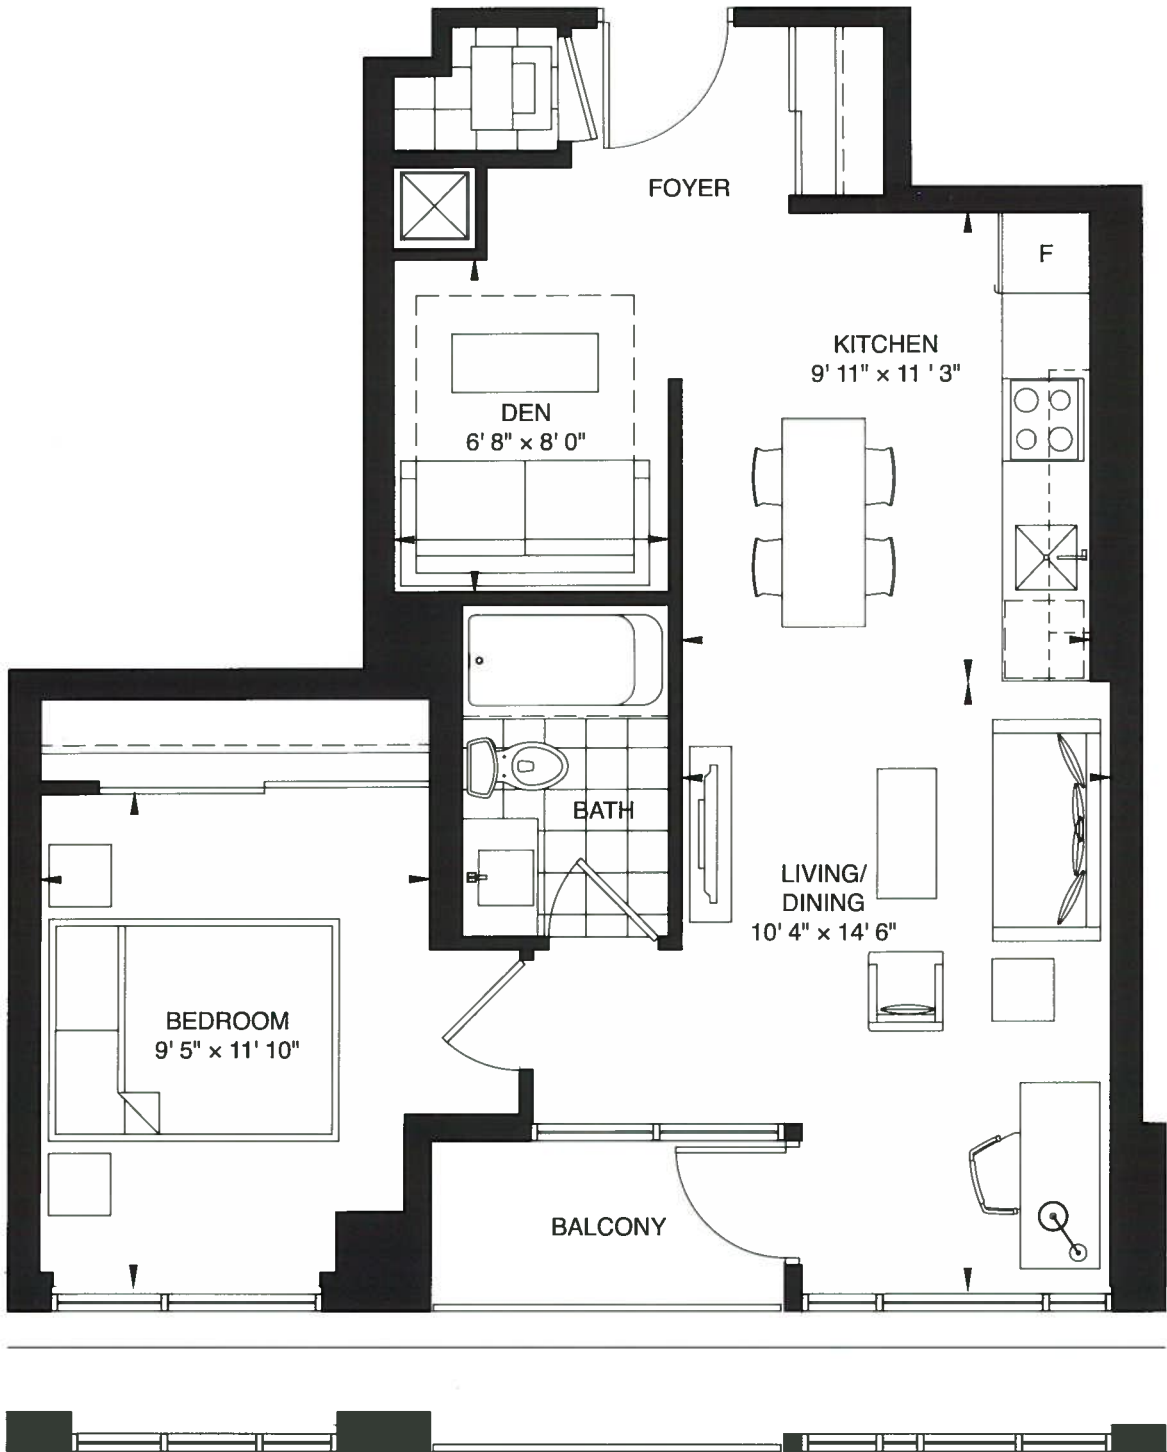 FOYER
F
KITCHEN
9' 11" × 11 ' 3"
DEN
6' 8" × 8' 0"
BATH
LIVING/
DINING
10' 4" × 14' 6"
BEDROOM
9' 5" × 11' 10"
BALCONY